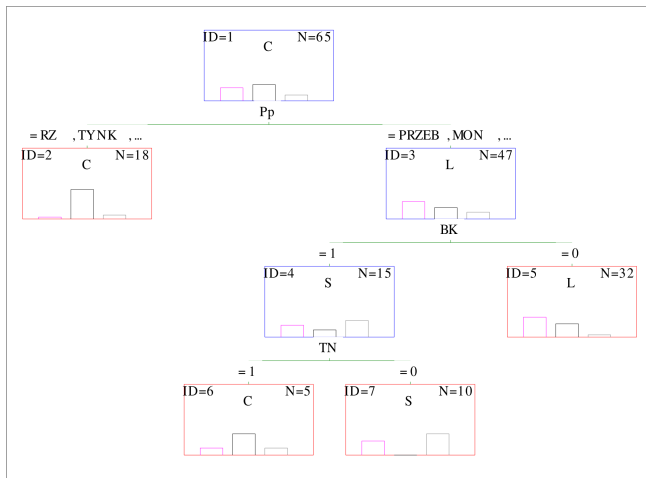 ID=1 N=65
C
Pp
= RZ , TYNK , ...
= PRZEB , MON , ...
ID=2 N=18
C
ID=3 N=47
L
BK
= 1
= 0
ID=4 N=15
S
ID=5 N=32
L
TN
= 1
= 0
ID=6 N=5
C
ID=7 N=10
S